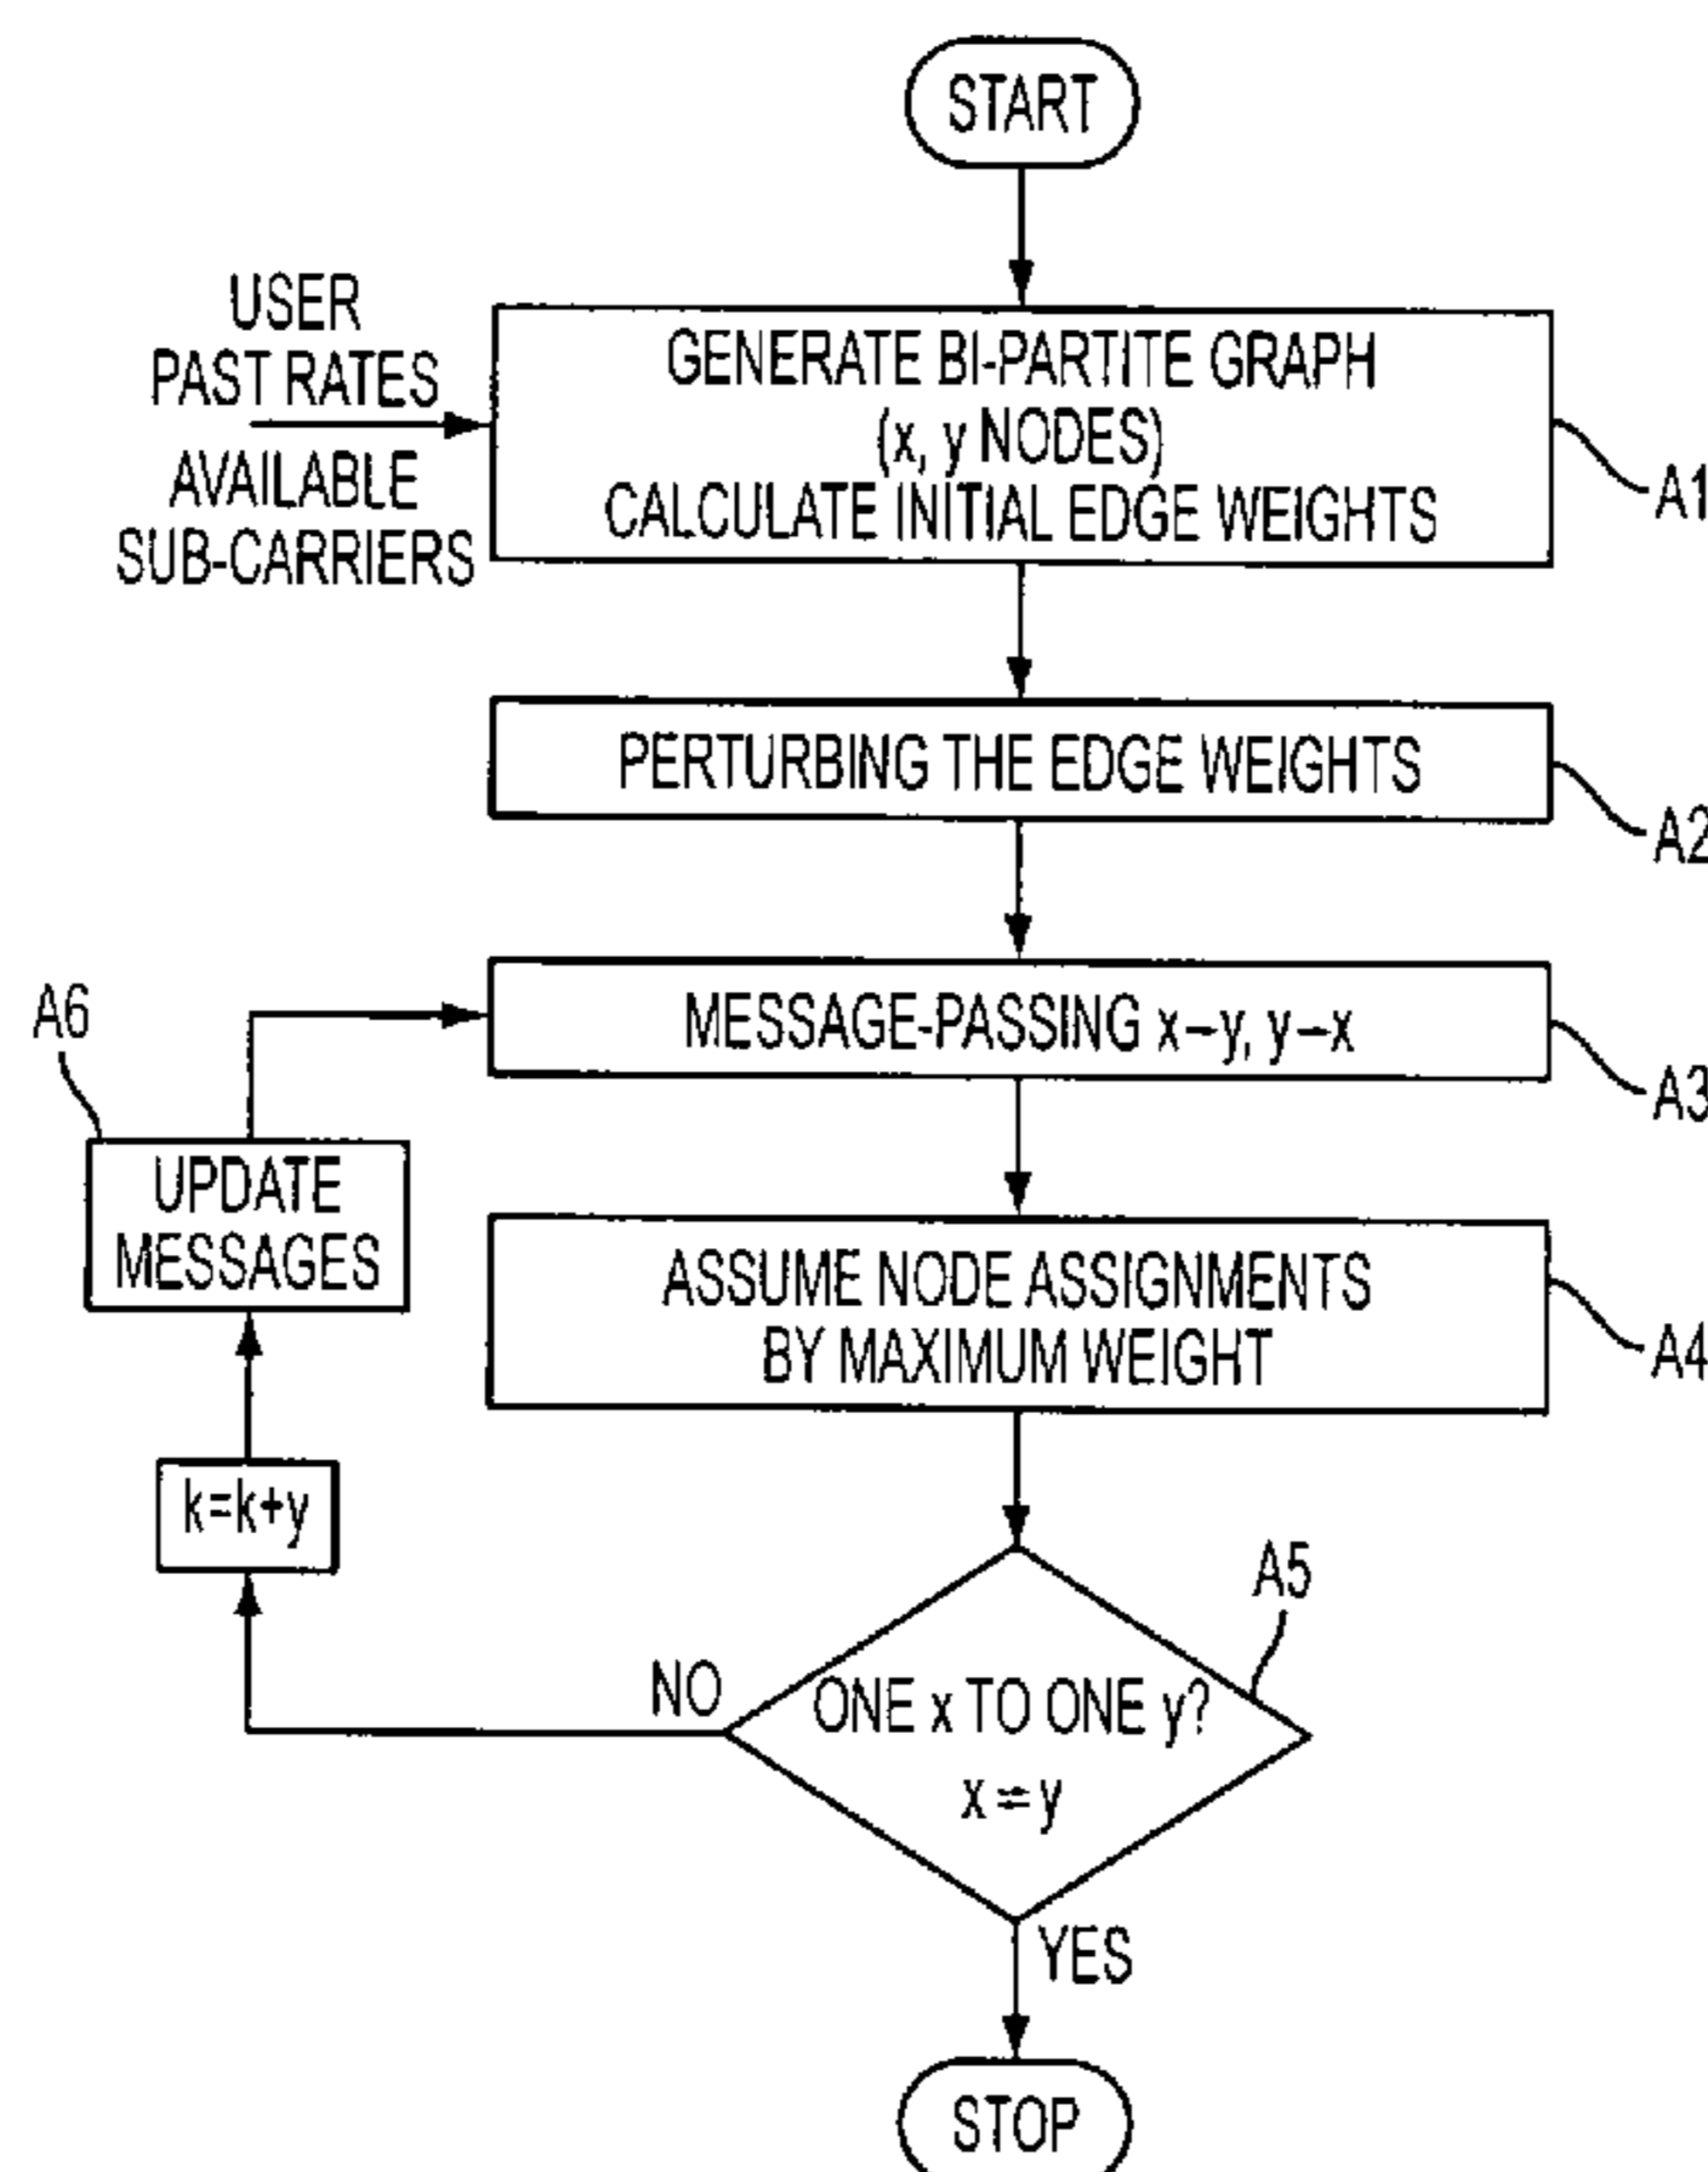 START
USER
PAST RATES
AVAILABLE
SUB-CARRIERS
GENERATE BI-PARTITE GRAPH
(x, y NODES)
CALCULATE INITIAL EDGE WEIGHTS
A1
PERTURBING THE EDGE WEIGHTS
A2
MESSAGE-PASSING x→y, y→x
A3
A6
UPDATE
MESSAGES
ASSUME NODE ASSIGNMENTS
BY MAXIMUM WEIGHT
A4
k=k+y
A5
NO
ONE x TO ONE y?
x ⇌ y
YES
STOP